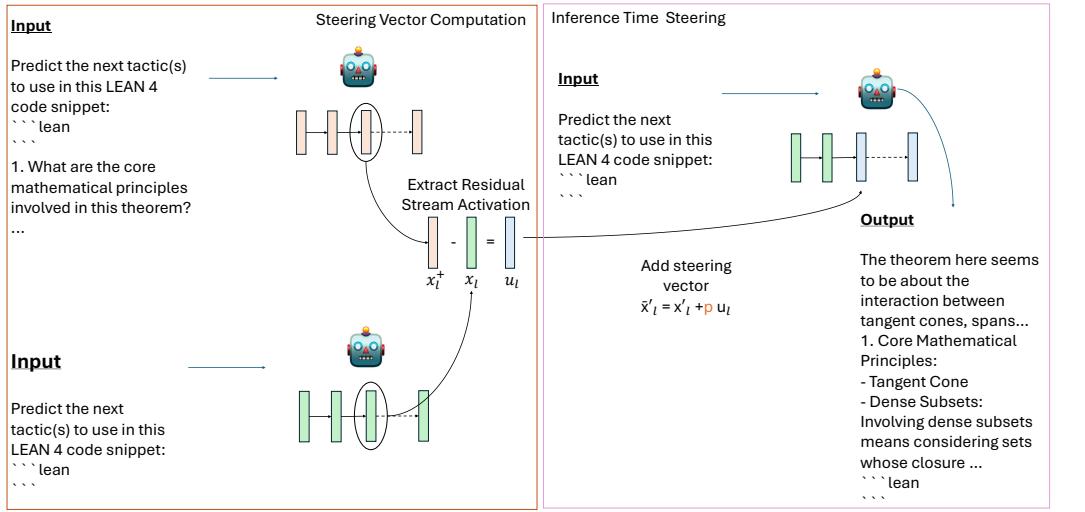 Steering Vector Computation
Input
Predict the next tactic(s)
to use in this LEAN 4
code snippet:
```lean
```
1. What are the core
mathematical principles
involved in this theorem?
...
Extract Residual
Stream Activation
- =
x_l^+ x_l u_l
Input
Predict the next
tactic(s) to use in this
LEAN 4 code snippet:
```lean
```
Inference Time Steering
Input
Predict the next
tactic(s) to use in this
LEAN 4 code snippet:
```lean
```
Add steering
vector
x̄'_l = x'_l +p u_l
Output
The theorem here seems
to be about the
interaction between
tangent cones, spans...
1. Core Mathematical
Principles:
- Tangent Cone
- Dense Subsets:
Involving dense subsets
means considering sets
whose closure ...
```lean
```